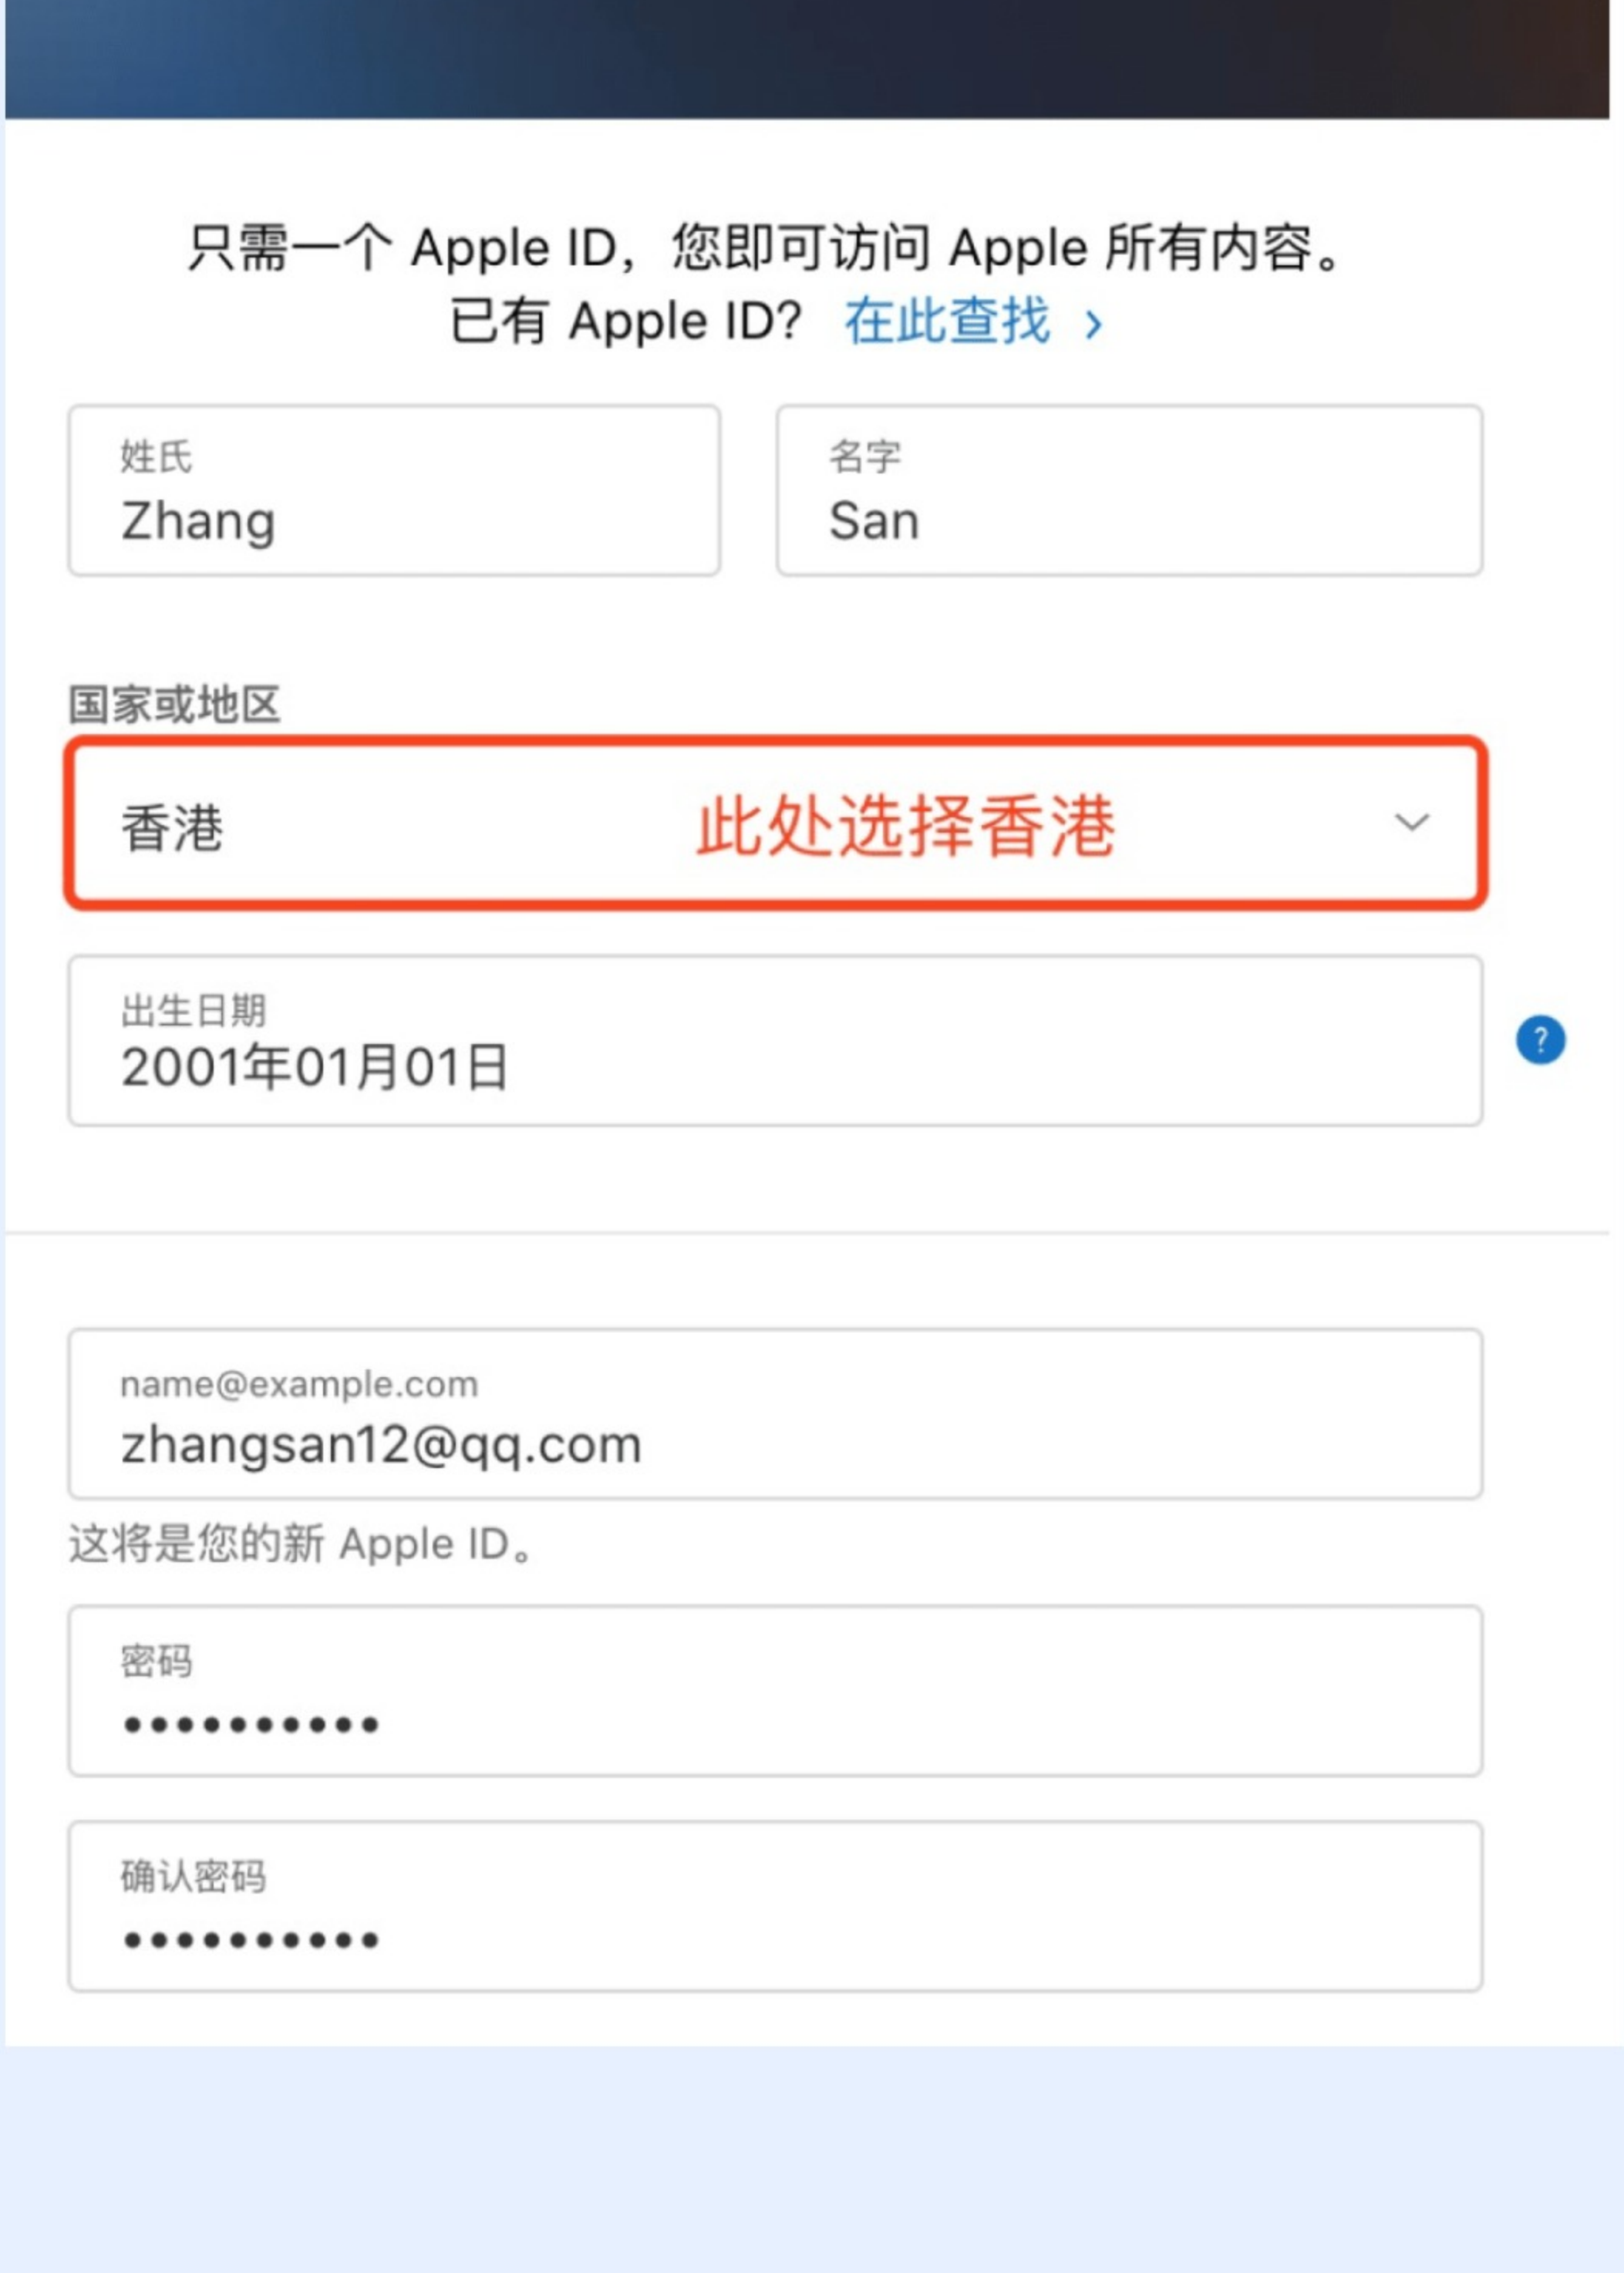 只需一个 Apple ID，您即可访问 Apple 所有内容。
已有 Apple ID？ 在此查找 ›
姓氏
Zhang
名字
San
国家或地区
香港
此处选择香港
出生日期
2001年01月01日
?
name@example.com
zhangsan12@qq.com
这将是您的新 Apple ID。
密码
••••••••••
确认密码
••••••••••